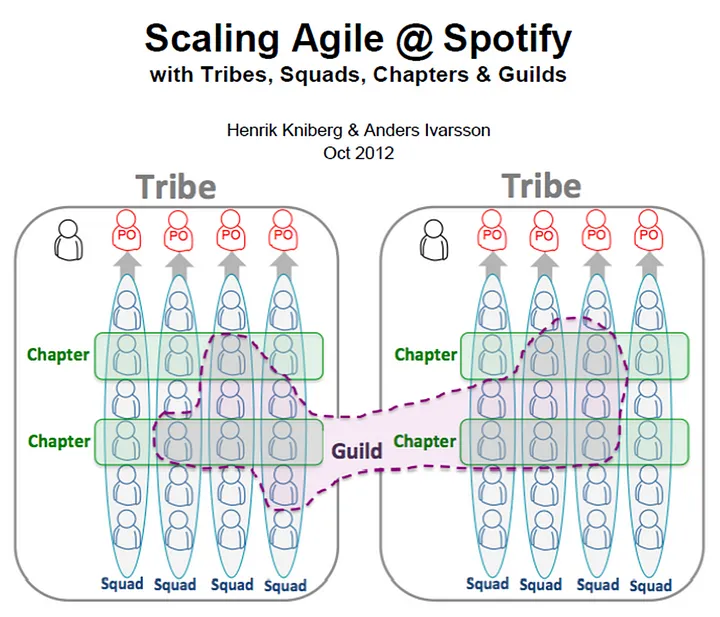 Scaling Agile @ Spotify
with Tribes, Squads, Chapters & Guilds
Henrik Kniberg & Anders Ivarsson
Oct 2012
Tribe
Tribe
PO PO PO PO
PO PO PO PO
Chapter
Chapter
Chapter
Guild
Chapter
Squad Squad Squad Squad
Squad Squad Squad Squad